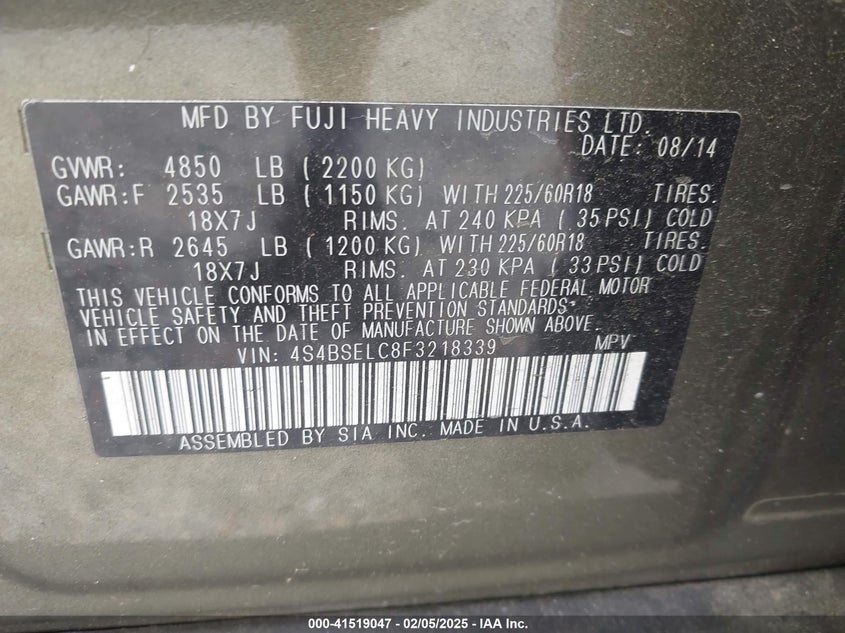 MFD BY FUJI HEAVY INDUSTRIES LTD.
DATE: 08/14
GVWR: 4850 LB ( 2200 KG)
GAWR:F 2535 LB ( 1150 KG) WITH 225/60R18 TIRES.
18X7J RIMS. AT 240 KPA ( 35 PSI) COLD
GAWR:R 2645 LB ( 1200 KG) WITH 225/60R18 TIRES.
18X7J RIMS. AT 230 KPA ( 33 PSI) COLD
THIS VEHICLE CONFORMS TO ALL APPLICABLE FEDERAL MOTOR
VEHICLE SAFETY AND THEFT PREVENTION STANDARDS
IN EFFECT ON THE DATE OF MANUFACTURE SHOWN ABOVE.
VIN: 4S4BSELC8F3218339 MPV
ASSEMBLED BY SIA INC. MADE IN U.S.A.
000-41519047 - 02/05/2025 - IAA Inc.